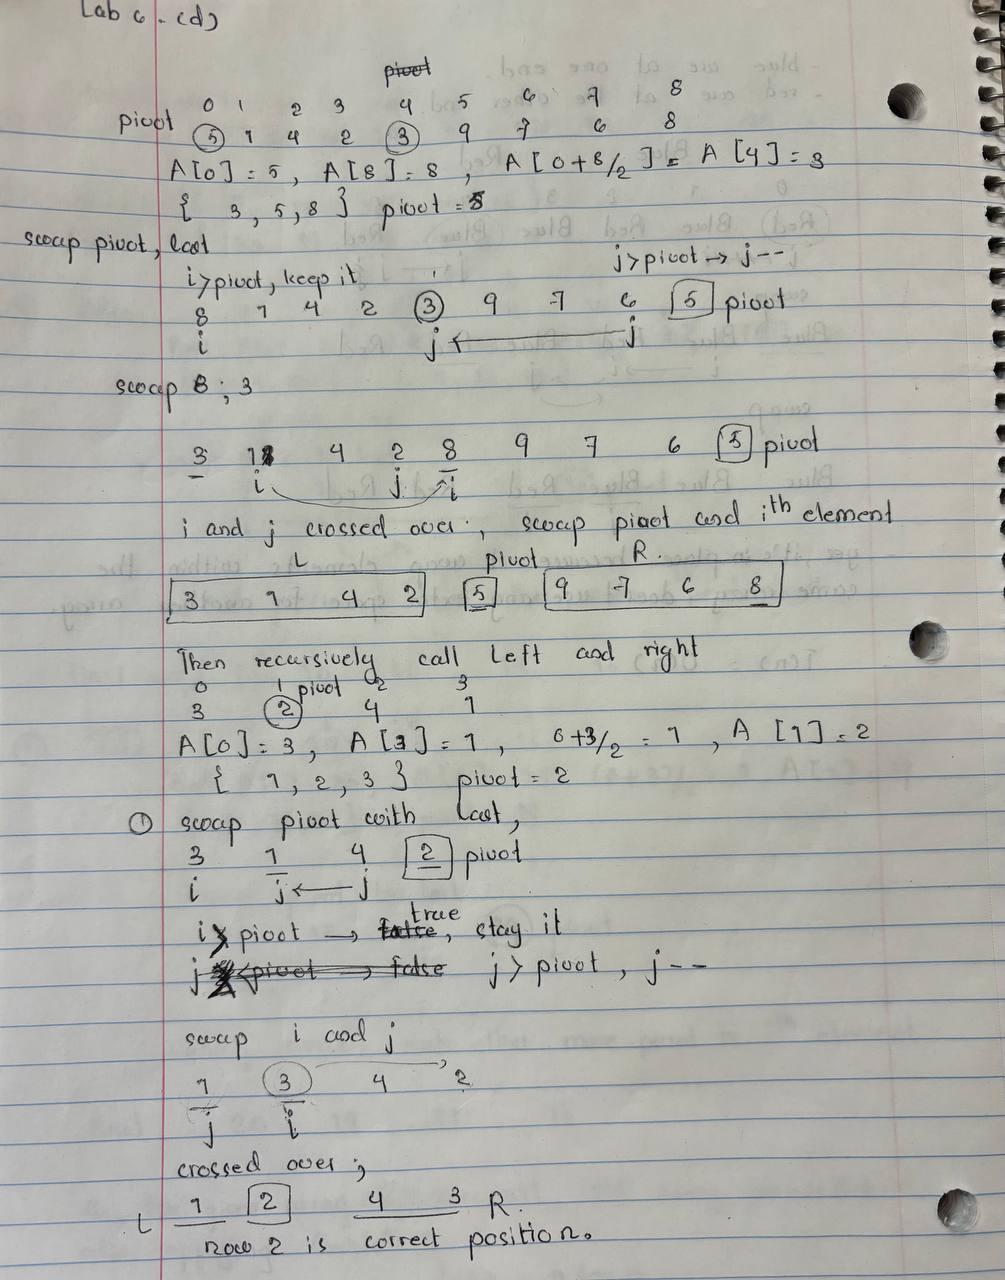 Lab 6 - (d)
pivot
0 1 2 3 4 5 6 7 8
pivot 5 1 4 2 3 9 7 6 8
A[0] = 5, A[8] = 8, A[0+8/2] = A[4] = 3
{ 3, 5, 8 } pivot = 5
swap pivot, last
i > pivot, keep it j > pivot → j--
8 1 4 2 3 9 7 6 5 pivot
i j ← j
swap 8, 3
3 1 4 2 8 9 7 6 5 pivot
i j i
i and j crossed over, swap pivot and ith element
L pivot R.
3 1 4 2 5 9 7 6 8
Then recursively call left and right
0 1 pivot 2 3
3 2 4 1
A[0] = 3, A[3] = 1, 0+3/2 = 1, A[1] = 2
{ 1, 2, 3 } pivot = 2
① swap pivot with last,
3 1 4 2 pivot
i j ← j
true
i > pivot → false, stay it
j < pivot → false j > pivot, j--
swap i and j
1 3 4 2
j i
crossed over;
L 1 2 4 3 R.
now 2 is correct position.